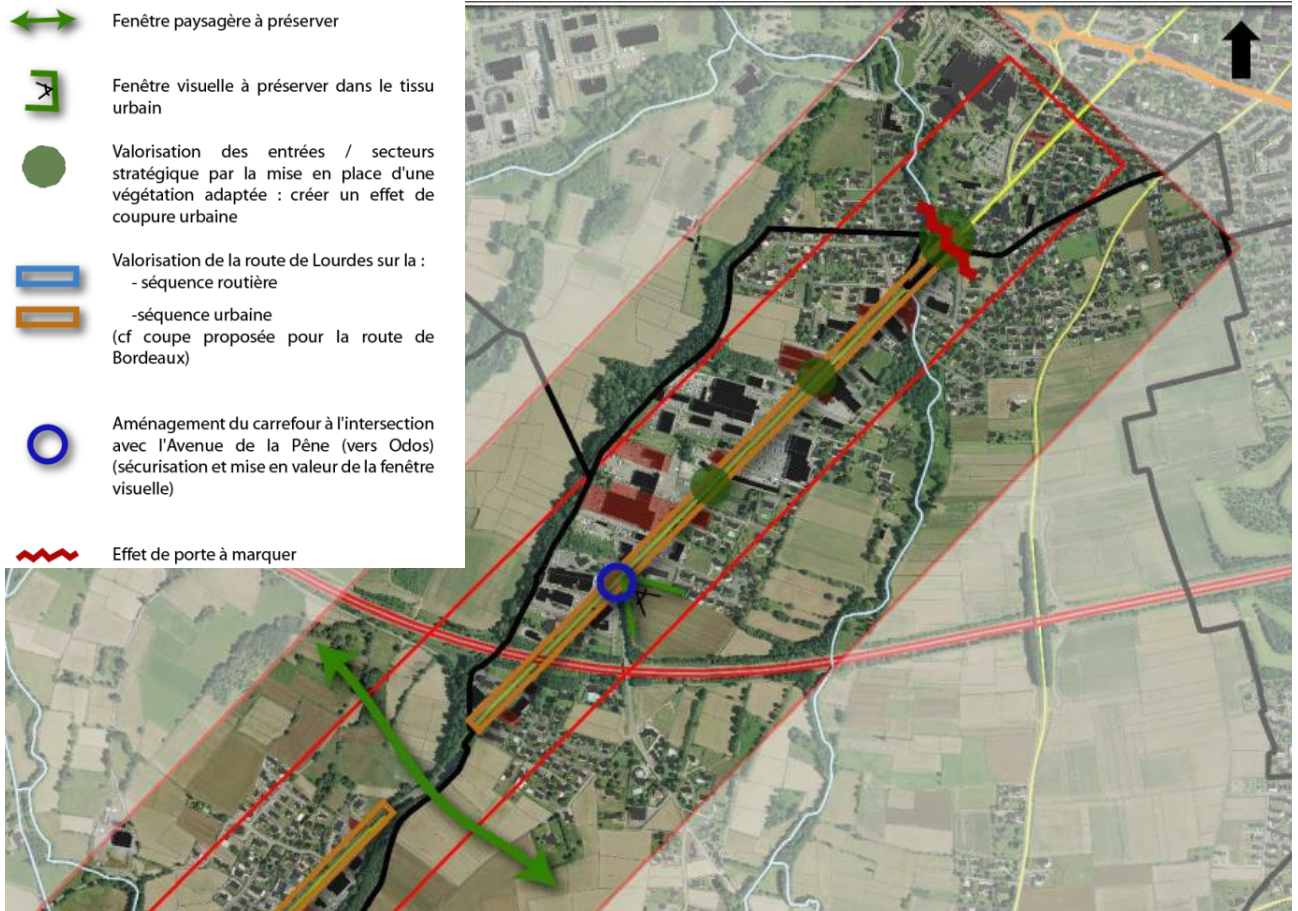 Fenêtre paysagère à préserver
Fenêtre visuelle à préserver dans le tissu
urbain
Valorisation des entrées / secteurs
stratégique par la mise en place d'une
végétation adaptée : créer un effet de
coupure urbaine
Valorisation de la route de Lourdes sur la :
- séquence routière
-séquence urbaine
(cf coupe proposée pour la route de
Bordeaux)
Aménagement du carrefour à l'intersection
avec l'Avenue de la Pêne (vers Odos)
(sécurisation et mise en valeur de la fenêtre
visuelle)
Effet de porte à marquer